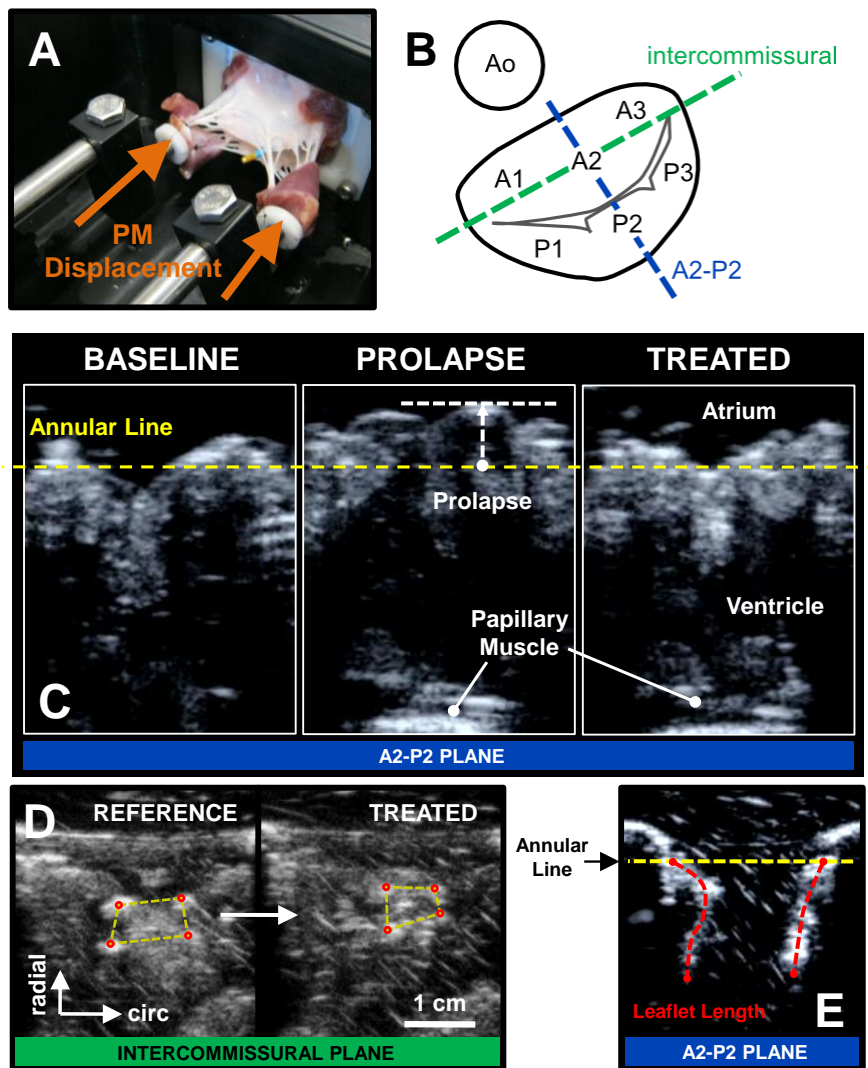 A
PM
Displacement
B
Ao
intercommissural
A3
A2
A1
P3
P2
P1
A2-P2
BASELINE
PROLAPSE
TREATED
Annular Line
Atrium
Prolapse
Ventricle
Papillary
Muscle
C
A2-P2 PLANE
D
REFERENCE
TREATED
radial
circ
1 cm
INTERCOMMISSURAL PLANE
Annular
Line
Leaflet Length
E
A2-P2 PLANE